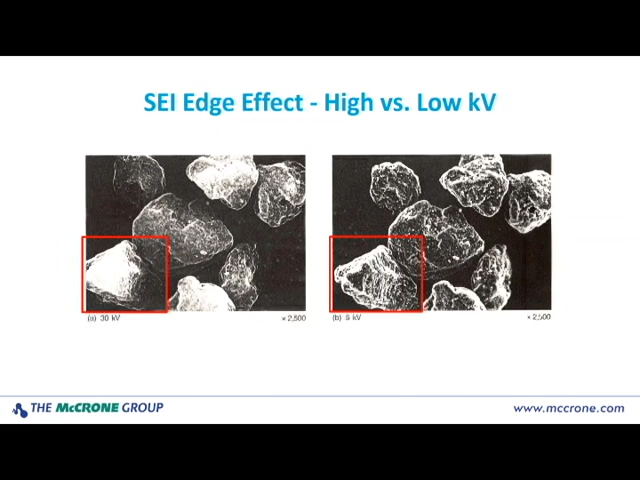 SEI Edge Effect - High vs. Low kV
(a) 30 kV × 2,500
(b) 5 kV × 2,500
THE McCRONE GROUP
www.mccrone.com